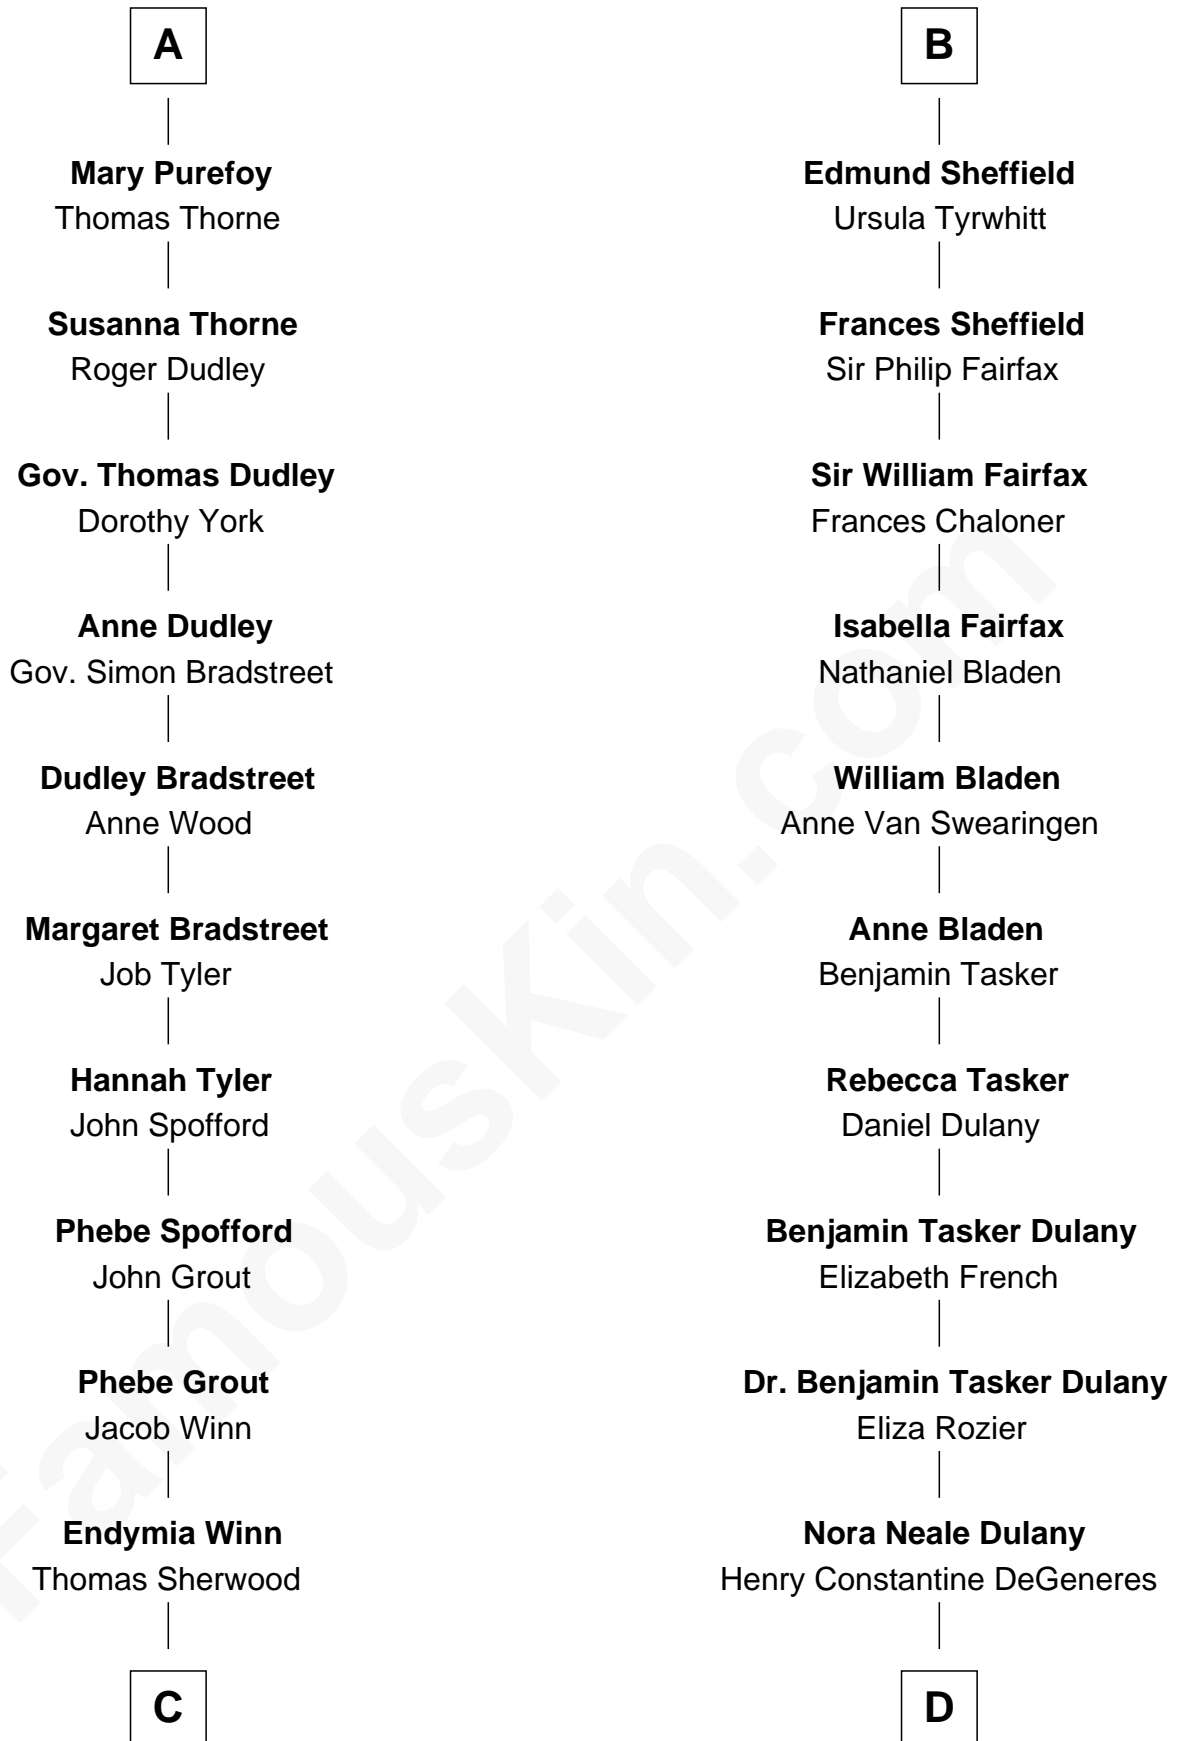 A
Mary Purefoy
Thomas Thorne
Susanna Thorne
Roger Dudley
Gov. Thomas Dudley
Dorothy York
Anne Dudley
Gov. Simon Bradstreet
Dudley Bradstreet
Anne Wood
Margaret Bradstreet
Job Tyler
Hannah Tyler
John Spofford
Phebe Spofford
John Grout
Phebe Grout
Jacob Winn
Endymia Winn
Thomas Sherwood
C
B
Edmund Sheffield
Ursula Tyrwhitt
Frances Sheffield
Sir Philip Fairfax
Sir William Fairfax
Frances Chaloner
Isabella Fairfax
Nathaniel Bladen
William Bladen
Anne Van Swearingen
Anne Bladen
Benjamin Tasker
Rebecca Tasker
Daniel Dulany
Benjamin Tasker Dulany
Elizabeth French
Dr. Benjamin Tasker Dulany
Eliza Rozier
Nora Neale Dulany
Henry Constantine DeGeneres
D
FamousKin.com